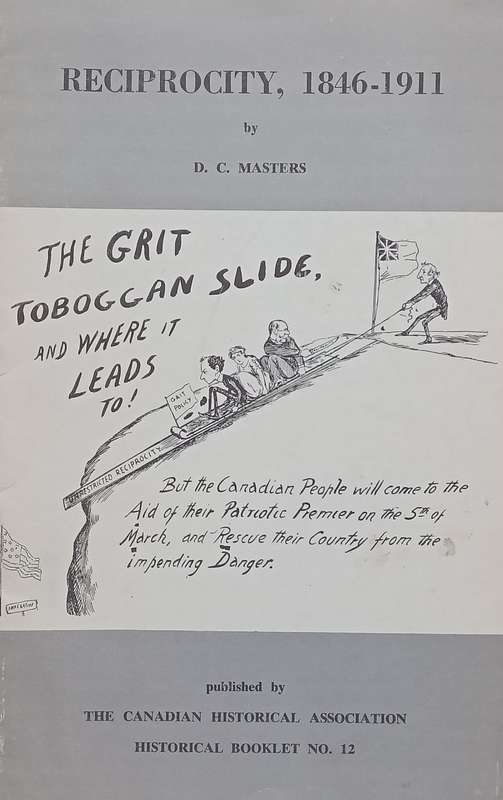 RECIPROCITY, 1846-1911
by
D. C. MASTERS
THE GRIT
TOBOGGAN SLIDE,
AND WHERE IT
LEADS
TO!
GRIT
POLICY
UNRESTRICTED RECIPROCITY
But the Canadian People will come to the
Aid of their Patriotic Premier on the 5th of
March, and Rescue their Country from the
impending Danger.
ANNEXATION
published by
THE CANADIAN HISTORICAL ASSOCIATION
HISTORICAL BOOKLET NO. 12